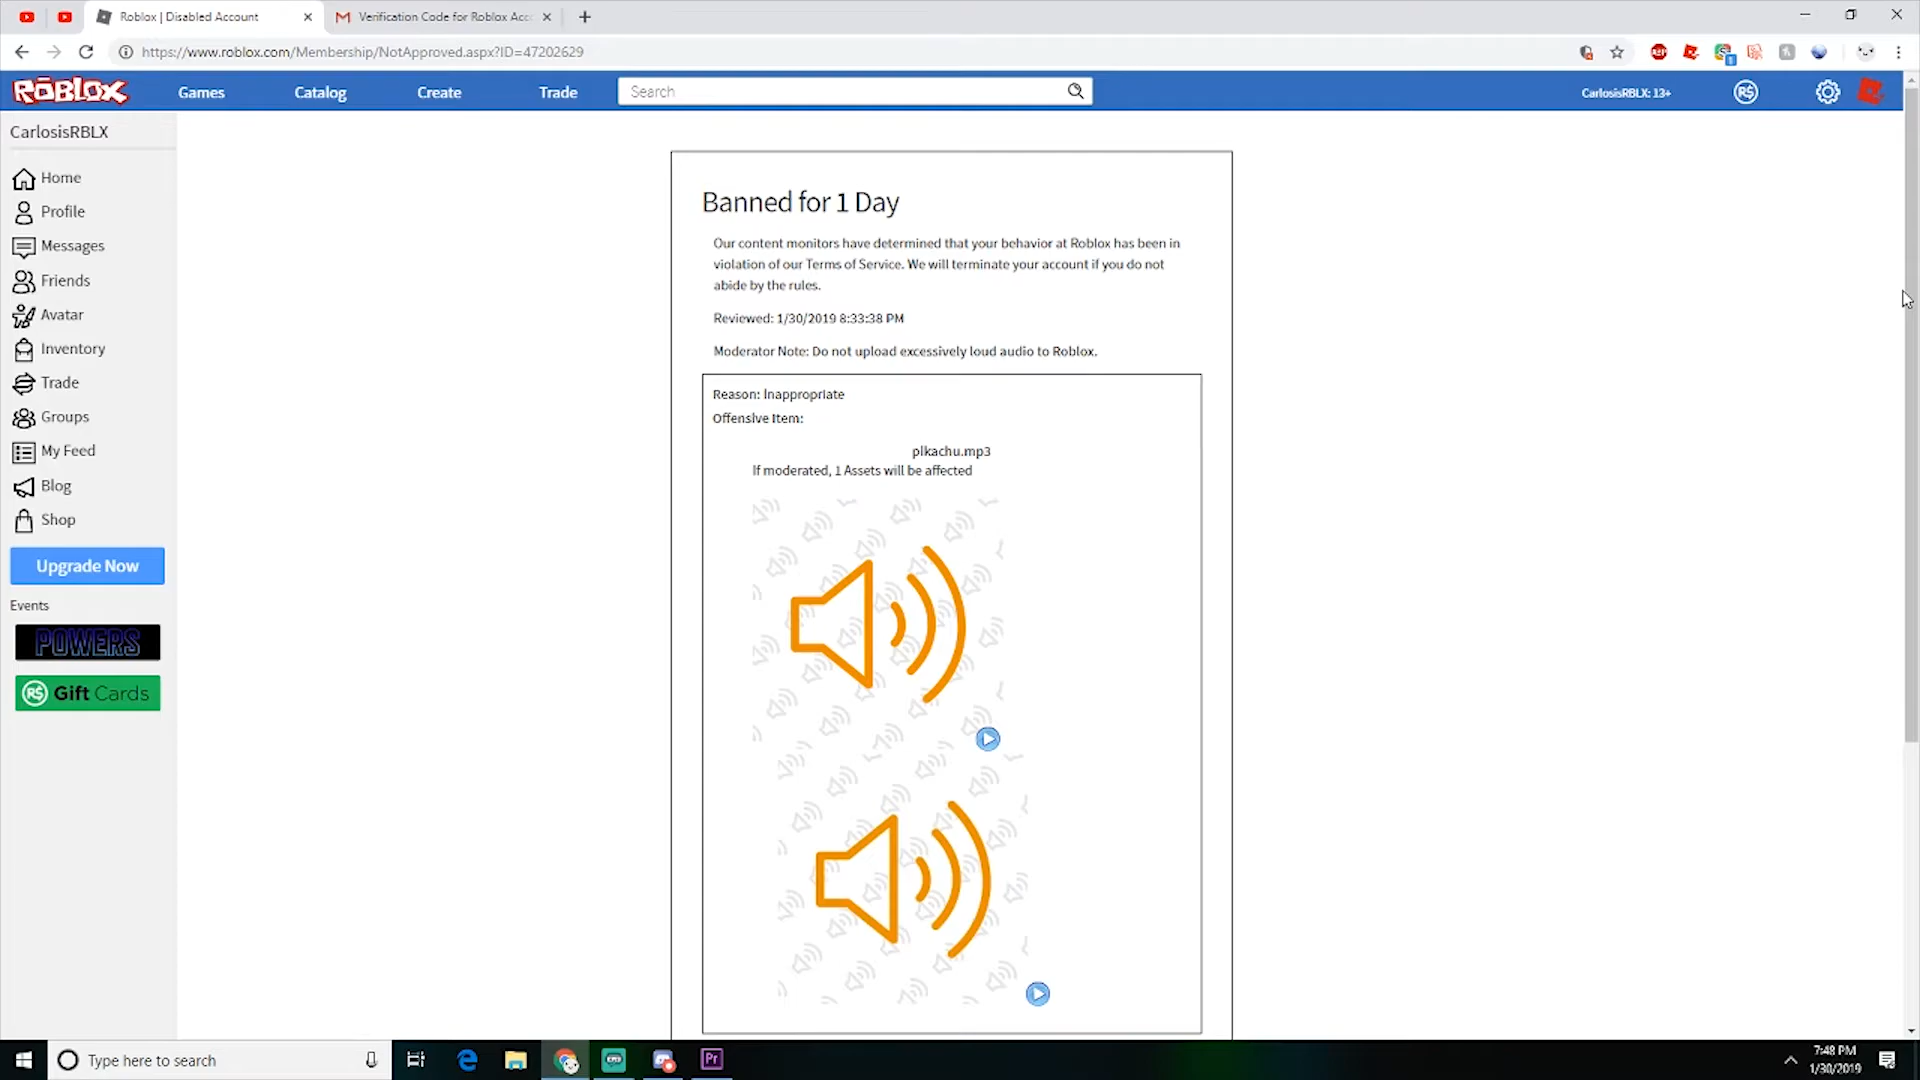 Roblox | Disabled Account
Verification Code for Roblox Acc
https://www.roblox.com/Membership/NotApproved.aspx?ID=47202629
ROBLOX
Games
Catalog
Create
Trade
Search
CarlosisRBLX: 13+
R$
CarlosisRBLX
Home
Profile
Messages
Friends
Avatar
Inventory
Trade
Groups
My Feed
Blog
Shop
Upgrade Now
Events
POWERS
R$ Gift Cards
Banned for 1 Day
Our content monitors have determined that your behavior at Roblox has been in
violation of our Terms of Service. We will terminate your account if you do not
abide by the rules.
Reviewed: 1/30/2019 8:33:38 PM
Moderator Note: Do not upload excessively loud audio to Roblox.
Reason: Inappropriate
Offensive Item:
pikachu.mp3
If moderated, 1 Assets will be affected
Type here to search
Pr
7:48 PM
1/30/2019